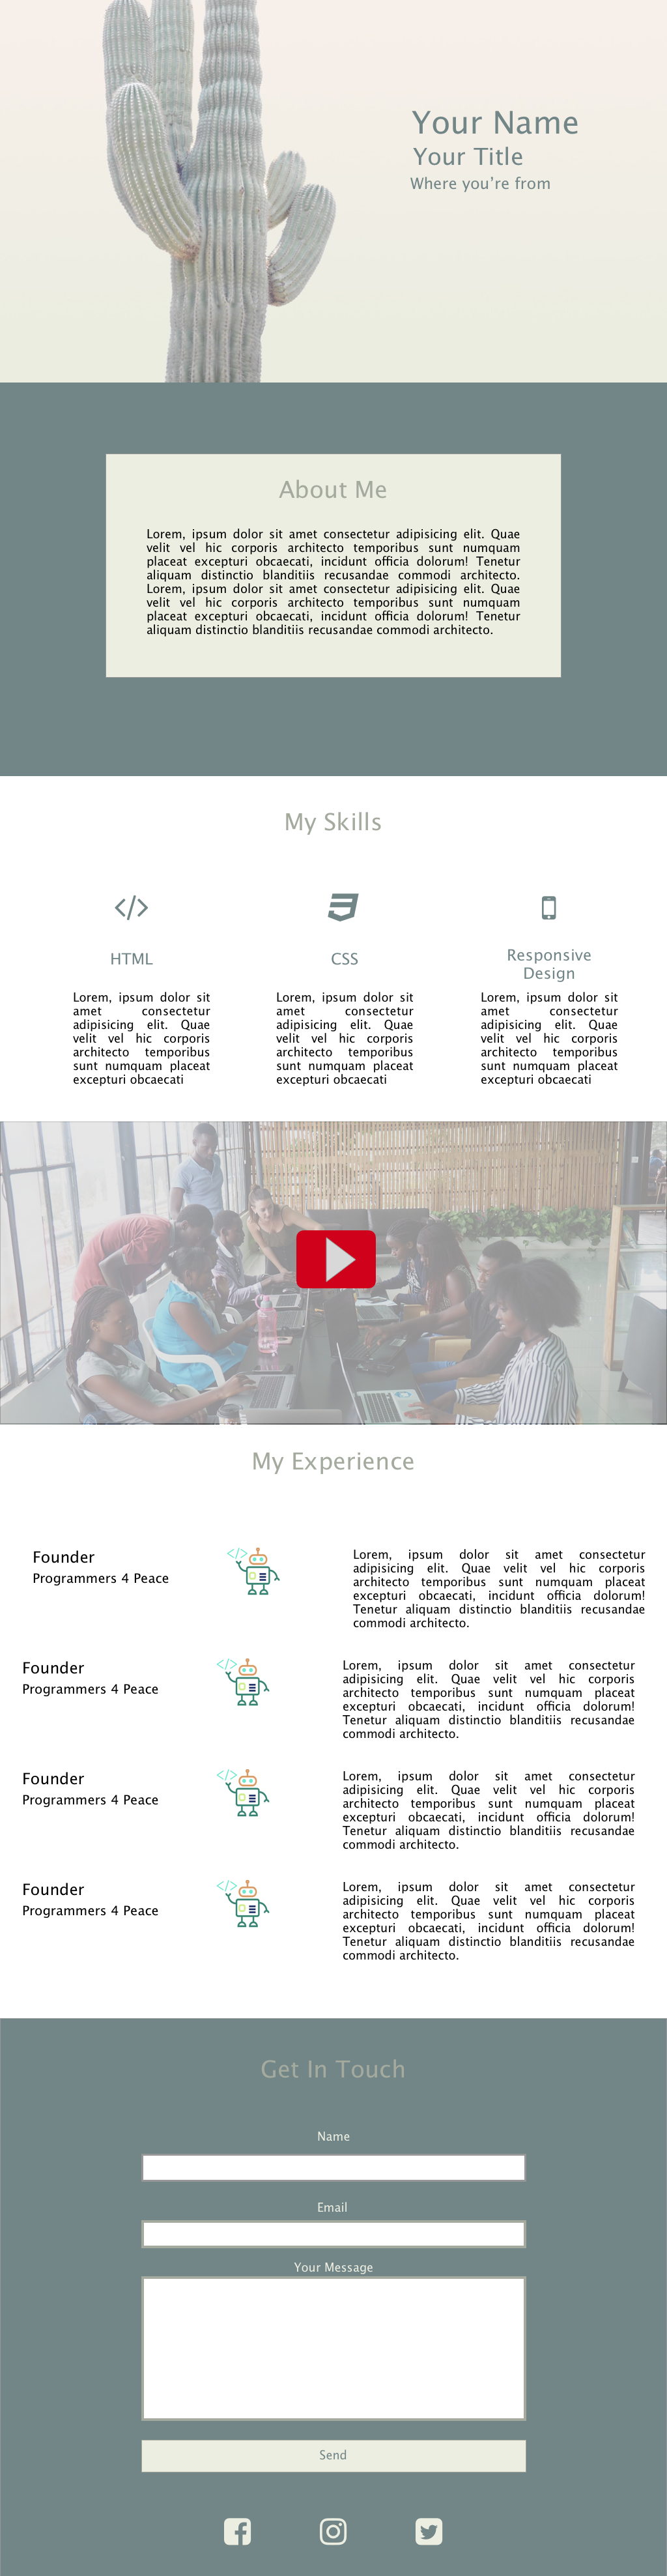 Your Name
Your Title
Where you're from
About Me
Lorem, ipsum dolor sit amet consectetur adipisicing elit. Quae
velit vel hic corporis architecto temporibus sunt numquam
placeat excepturi obcaecati, incidunt officia dolorum! Tenetur
aliquam distinctio blanditiis recusandae commodi architecto.
Lorem, ipsum dolor sit amet consectetur adipisicing elit. Quae
velit vel hic corporis architecto temporibus sunt numquam
placeat excepturi obcaecati, incidunt officia dolorum! Tenetur
aliquam distinctio blanditiis recusandae commodi architecto.
My Skills
HTML
Lorem, ipsum dolor sit
amet consectetur
adipisicing elit. Quae
velit vel hic corporis
architecto temporibus
sunt numquam placeat
excepturi obcaecati
CSS
Lorem, ipsum dolor sit
amet consectetur
adipisicing elit. Quae
velit vel hic corporis
architecto temporibus
sunt numquam placeat
excepturi obcaecati
Responsive
Design
Lorem, ipsum dolor sit
amet consectetur
adipisicing elit. Quae
velit vel hic corporis
architecto temporibus
sunt numquam placeat
excepturi obcaecati
My Experience
Founder
Programmers 4 Peace
Lorem, ipsum dolor sit amet consectetur
adipisicing elit. Quae velit vel hic corporis
architecto temporibus sunt numquam placeat
excepturi obcaecati, incidunt officia dolorum!
Tenetur aliquam distinctio blanditiis recusandae
commodi architecto.
Founder
Programmers 4 Peace
Lorem, ipsum dolor sit amet consectetur
adipisicing elit. Quae velit vel hic corporis
architecto temporibus sunt numquam placeat
excepturi obcaecati, incidunt officia dolorum!
Tenetur aliquam distinctio blanditiis recusandae
commodi architecto.
Founder
Programmers 4 Peace
Lorem, ipsum dolor sit amet consectetur
adipisicing elit. Quae velit vel hic corporis
architecto temporibus sunt numquam placeat
excepturi obcaecati, incidunt officia dolorum!
Tenetur aliquam distinctio blanditiis recusandae
commodi architecto.
Founder
Programmers 4 Peace
Lorem, ipsum dolor sit amet consectetur
adipisicing elit. Quae velit vel hic corporis
architecto temporibus sunt numquam placeat
excepturi obcaecati, incidunt officia dolorum!
Tenetur aliquam distinctio blanditiis recusandae
commodi architecto.
Get In Touch
Name
Email
Your Message
Send